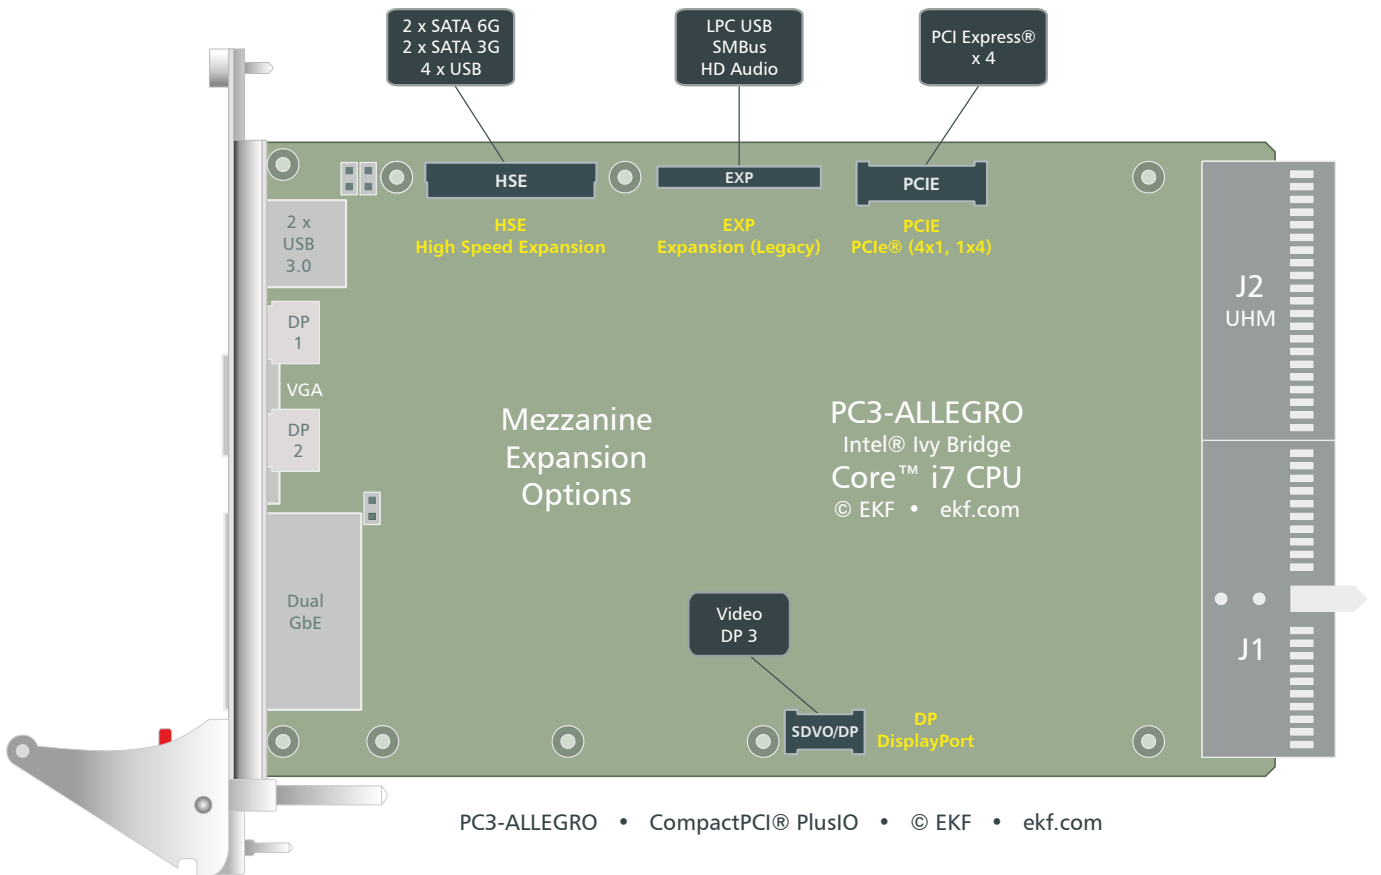 2 x SATA 6G
2 x SATA 3G
4 x USB
LPC USB
SMBus
HD Audio
PCI Express®
x 4
HSE
EXP
PCIE
HSE
High Speed Expansion
EXP
Expansion (Legacy)
PCIE
PCIe® (4x1, 1x4)
2 x
USB
3.0
DP
1
VGA
DP
2
Dual
GbE
J2
UHM
J1
Mezzanine
Expansion
Options
PC3-ALLEGRO
Intel® Ivy Bridge
Core™ i7 CPU
© EKF • ekf.com
Video
DP 3
SDVO/DP
DP
DisplayPort
PC3-ALLEGRO • CompactPCI® PlusIO • © EKF • ekf.com